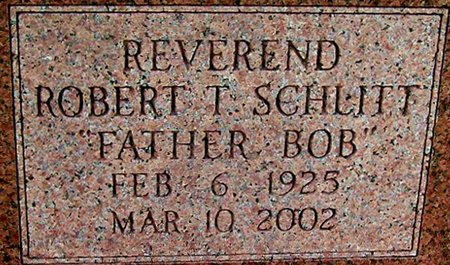 REVEREND
ROBERT T. SCHLITT
"FATHER BOB"
FEB 6 1925
MAR 10 2002